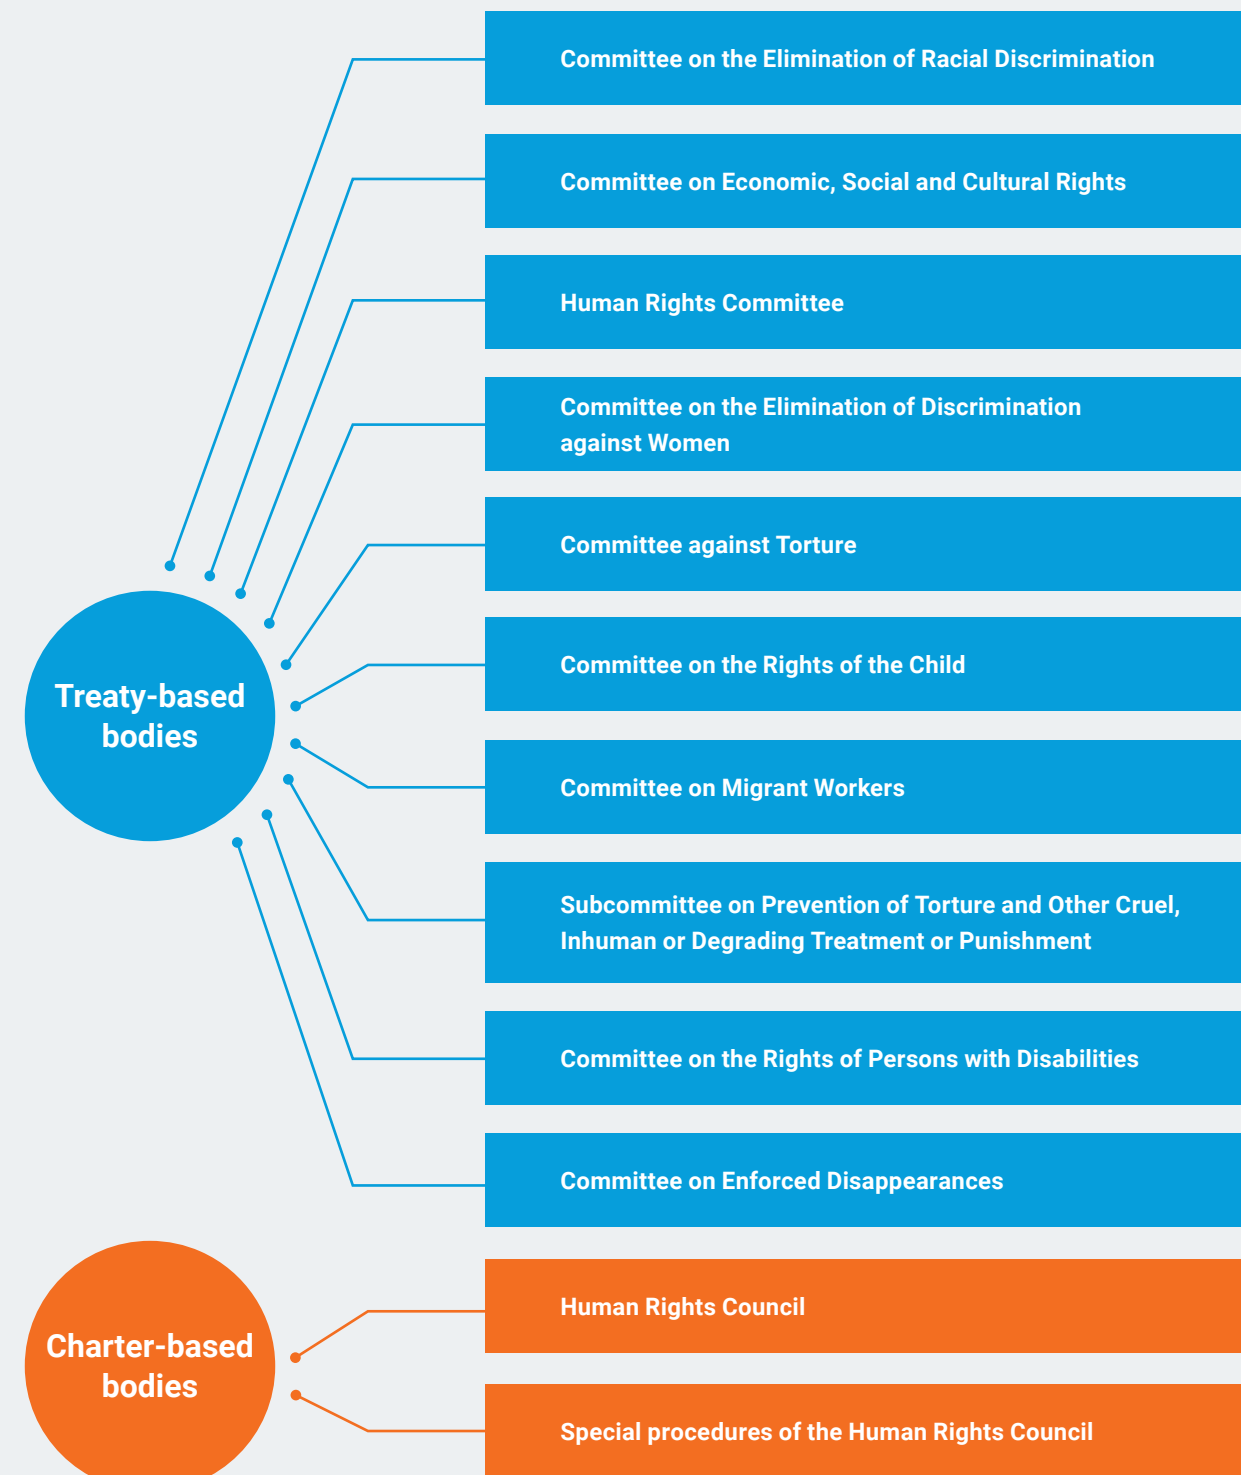 Committee on the Elimination of Racial Discrimination
Committee on Economic, Social and Cultural Rights
Human Rights Committee
Committee on the Elimination of Discrimination
against Women
Committee against Torture
Treaty-based
bodies
Committee on the Rights of the Child
Committee on Migrant Workers
Subcommittee on Prevention of Torture and Other Cruel,
Inhuman or Degrading Treatment or Punishment
Committee on the Rights of Persons with Disabilities
Committee on Enforced Disappearances
Charter-based
bodies
Human Rights Council
Special procedures of the Human Rights Council